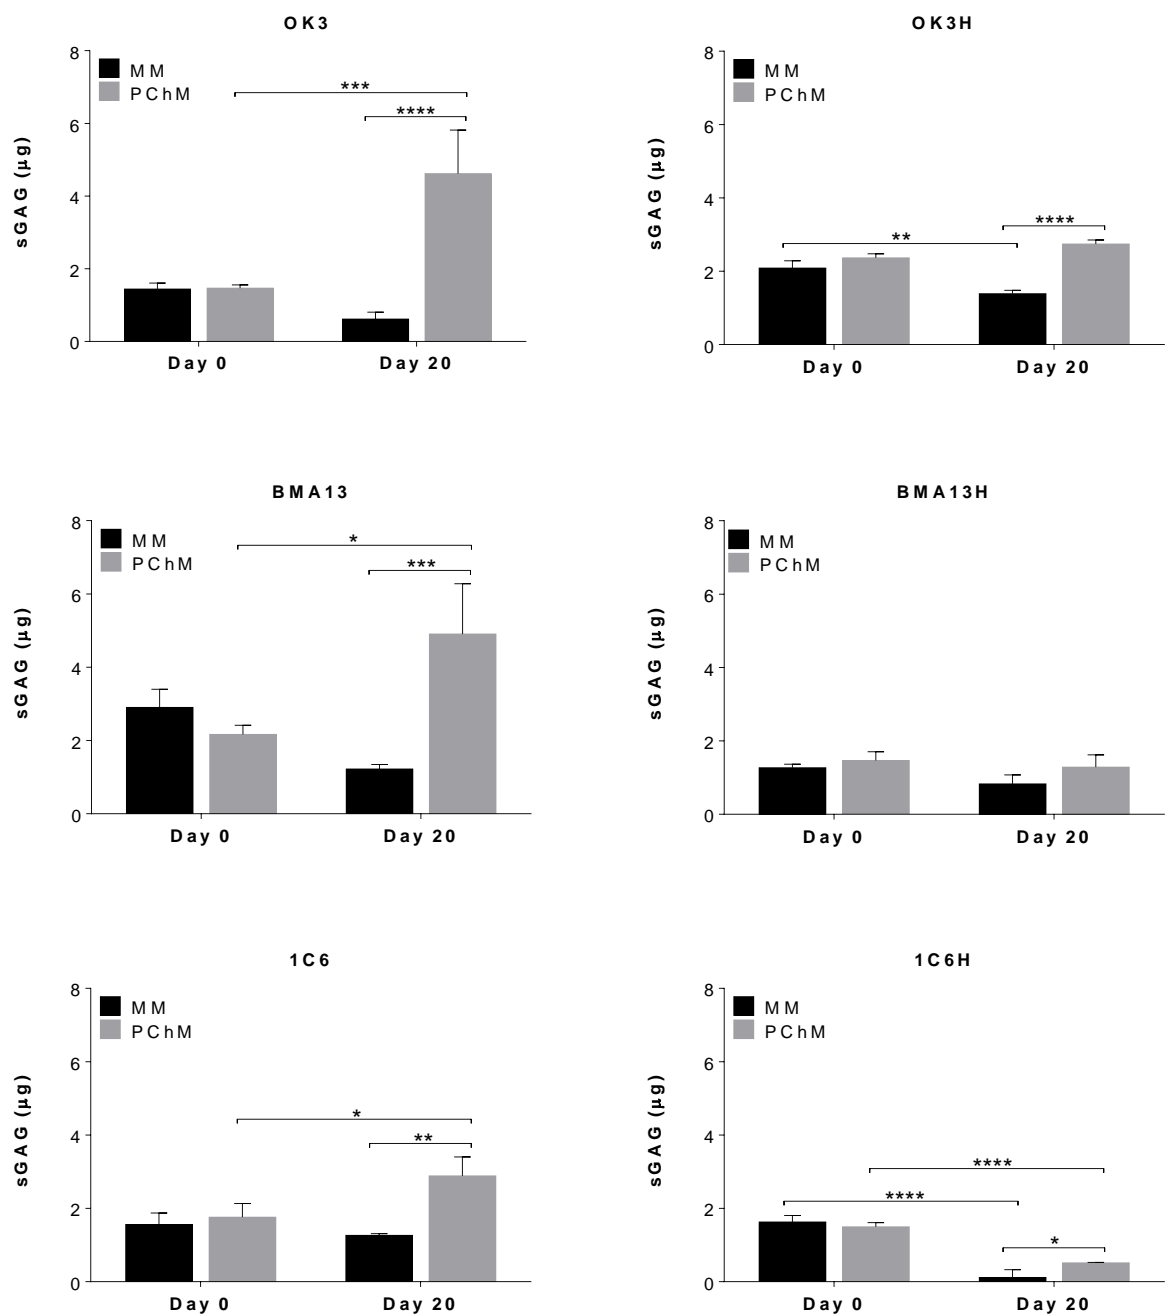 OK3
8
MM
PChM
***
6
****
sGAG (μg)
4
2
0
Day 0
Day 20
OK3H
8
MM
PChM
6
sGAG (μg)
4
****
**
2
0
Day 0
Day 20
BMA13
8
MM
PChM
*
***
6
sGAG (μg)
4
2
0
Day 0
Day 20
BMA13H
8
MM
PChM
6
sGAG (μg)
4
2
0
Day 0
Day 20
1C6
8
MM
PChM
6
sGAG (μg)
4
*
**
2
0
Day 0
Day 20
1C6H
8
MM
PChM
6
sGAG (μg)
4
****
****
2
*
0
Day 0
Day 20